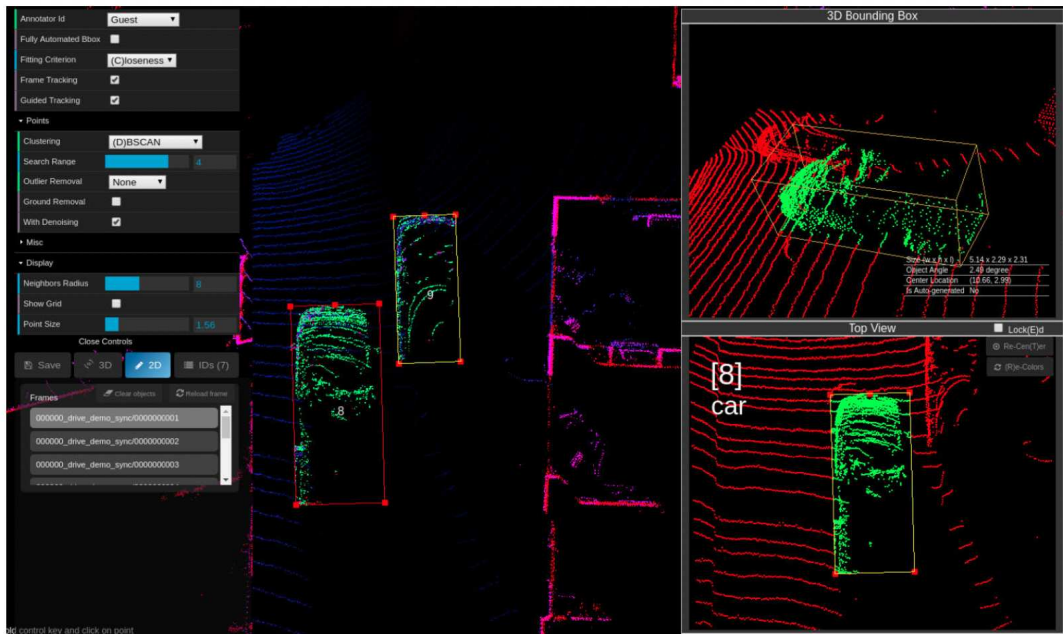 Annotator Id Guest
Fully Automated Bbox
Fitting Criterion (C)loseness
Frame Tracking
Guided Tracking
Points
Clustering (D)BSCAN
Search Range 4
Outlier Removal None
Ground Removal
With Denoising
Misc
Display
Neighbors Radius 8
Show Grid
Point Size 1.56
Close Controls
Save 3D 2D IDs (7)
Frames Clear objects Reload frame
000000_drive_demo_sync/0000000001
000000_drive_demo_sync/0000000002
000000_drive_demo_sync/0000000003
old control key and click on point
9
8
3D Bounding Box
Size (w x h x l) 5.14 x 2.29 x 2.31
Object Angle 2.49 degree
Center Location (10.66, 2.99)
Is Auto-generated No
Top View Lock(E)d
Re-Cen(T)er
(R)e-Colors
[8]
car